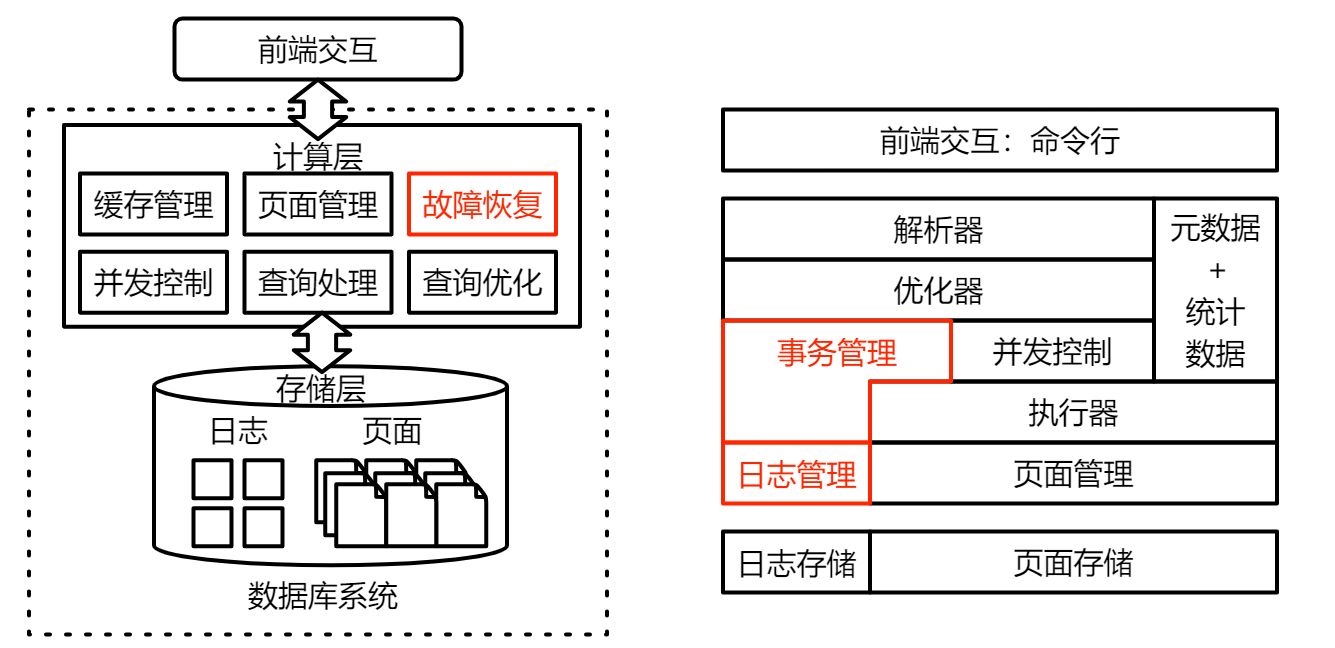 前端交互
计算层
缓存管理
页面管理
故障恢复
并发控制
查询处理
查询优化
存储层
日志
页面
数据库系统
前端交互：命令行
解析器
元数据
+
统计
数据
优化器
事务管理
并发控制
执行器
日志管理
页面管理
日志存储
页面存储